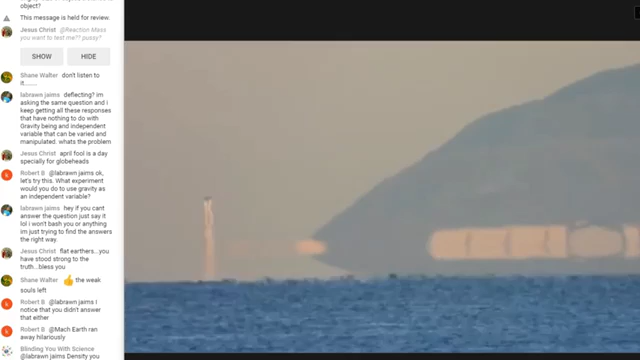 object?
This message is held for review.
Jesus Christ @Reaction Mass
you want to test me?? pussy?
SHOW HIDE
Shane Walter don't listen to
it........
labrawn jaims deflecting? im
asking the same question and i
keep getting all these responses
that have nothing to do with
Gravity being and independent
variable that can be varied and
manipulated. whats the problem
Jesus Christ april fool is a day
specially for globeheads
Robert B @labrawn jaims ok,
let's try this. What experiment
would you do to use gravity as
an independent variable?
labrawn jaims hey if you cant
answer the question just say it
lol i won't bash you or anything
im just trying to find the answers
the right way.
Jesus Christ flat earthers...you
have stood strong to the
truth...bless you
Shane Walter 👍 the weak
souls left
Robert B @labrawn jaims I
notice that you didn't answer
that either
Robert B @Mach Earth ran
away hilariously
Blinding You With Science
@labrawn jaims Density you